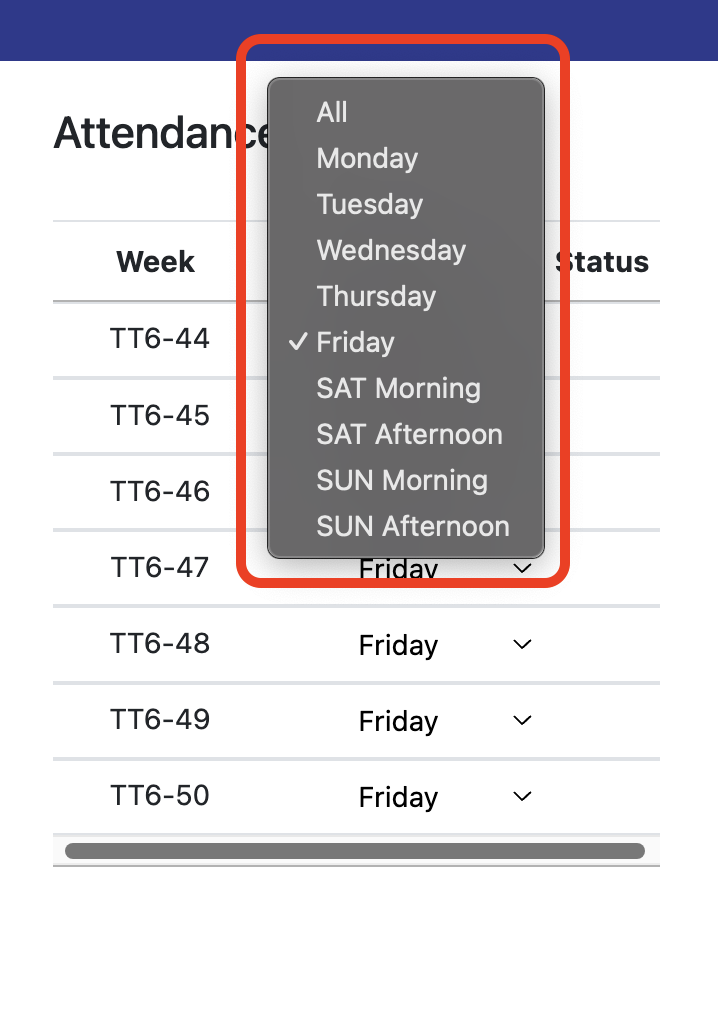 Attendance
All
Monday
Tuesday
Wednesday
Thursday
✓ Friday
SAT Morning
SAT Afternoon
SUN Morning
SUN Afternoon
Week Status
TT6-44
TT6-45
TT6-46
TT6-47 Friday
TT6-48 Friday
TT6-49 Friday
TT6-50 Friday